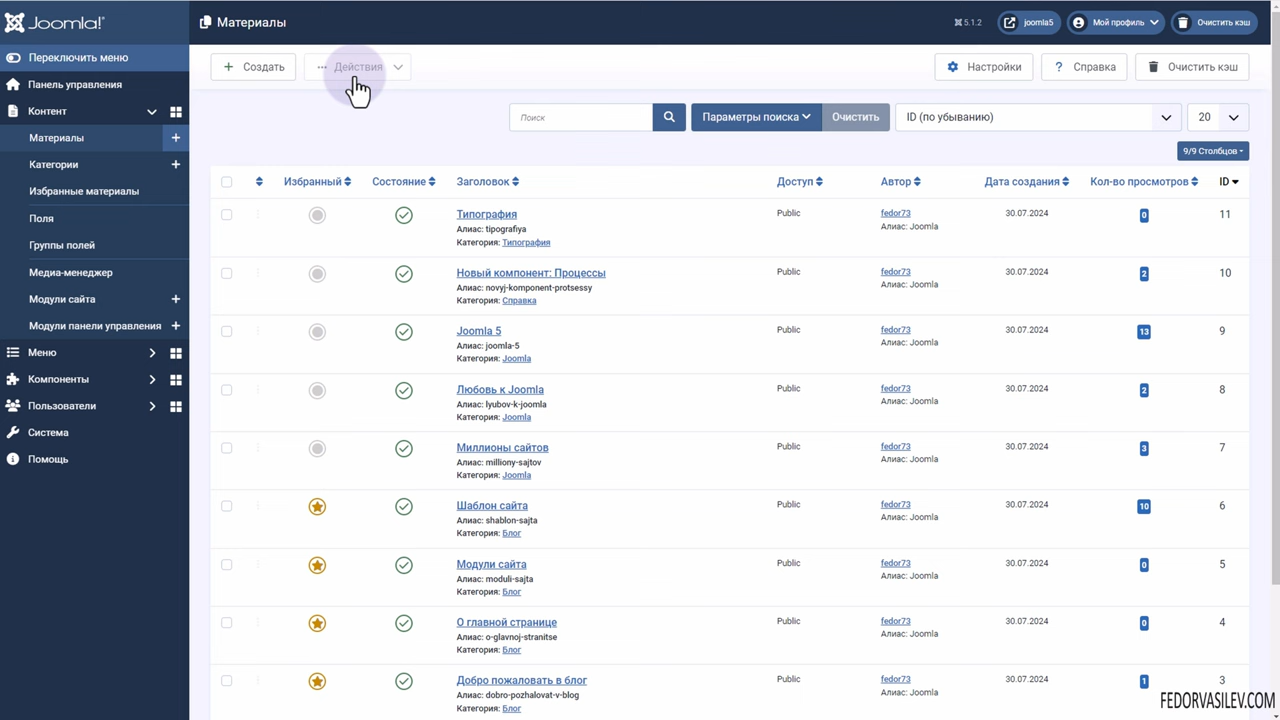 Joomla!
Материалы
5.1.2
joomla5
Мой профиль
Очистить кэш
Переключить меню
Панель управления
Контент
Материалы
Категории
Избранные материалы
Поля
Группы полей
Медиа-менеджер
Модули сайта
Модули панели управления
Меню
Компоненты
Пользователи
Система
Помощь
Создать
Действия
Настройки
Справка
Очистить кэш
Поиск
Параметры поиска
Очистить
ID (по убыванию)
20
9/9 Столбцов
Избранный Состояние Заголовок Доступ Автор Дата создания Кол-во просмотров ID
Типография Public fedor73 30.07.2024 0 11
Алиас: tipografiya Алиас: Joomla
Категория: Типография
Новый компонент: Процессы Public fedor73 30.07.2024 2 10
Алиас: novyj-komponent-protsessy Алиас: Joomla
Категория: Справка
Joomla 5 Public fedor73 30.07.2024 13 9
Алиас: joomla-5 Алиас: Joomla
Категория: Joomla
Любовь к Joomla Public fedor73 30.07.2024 2 8
Алиас: lyubov-k-joomla Алиас: Joomla
Категория: Joomla
Миллионы сайтов Public fedor73 30.07.2024 3 7
Алиас: milliony-sajtov Алиас: Joomla
Категория: Joomla
Шаблон сайта Public fedor73 30.07.2024 10 6
Алиас: shablon-sajta Алиас: Joomla
Категория: Блог
Модули сайта Public fedor73 30.07.2024 0 5
Алиас: moduli-sajta Алиас: Joomla
Категория: Блог
О главной странице Public fedor73 30.07.2024 0 4
Алиас: o-glavnoj-stranitse Алиас: Joomla
Категория: Блог
Добро пожаловать в блог Public fedor73 30.07.2024 1 3
Алиас: dobro-pozhalovat-v-blog Алиас: Joomla
Категория: Блог
FEDORVASILEV.COM